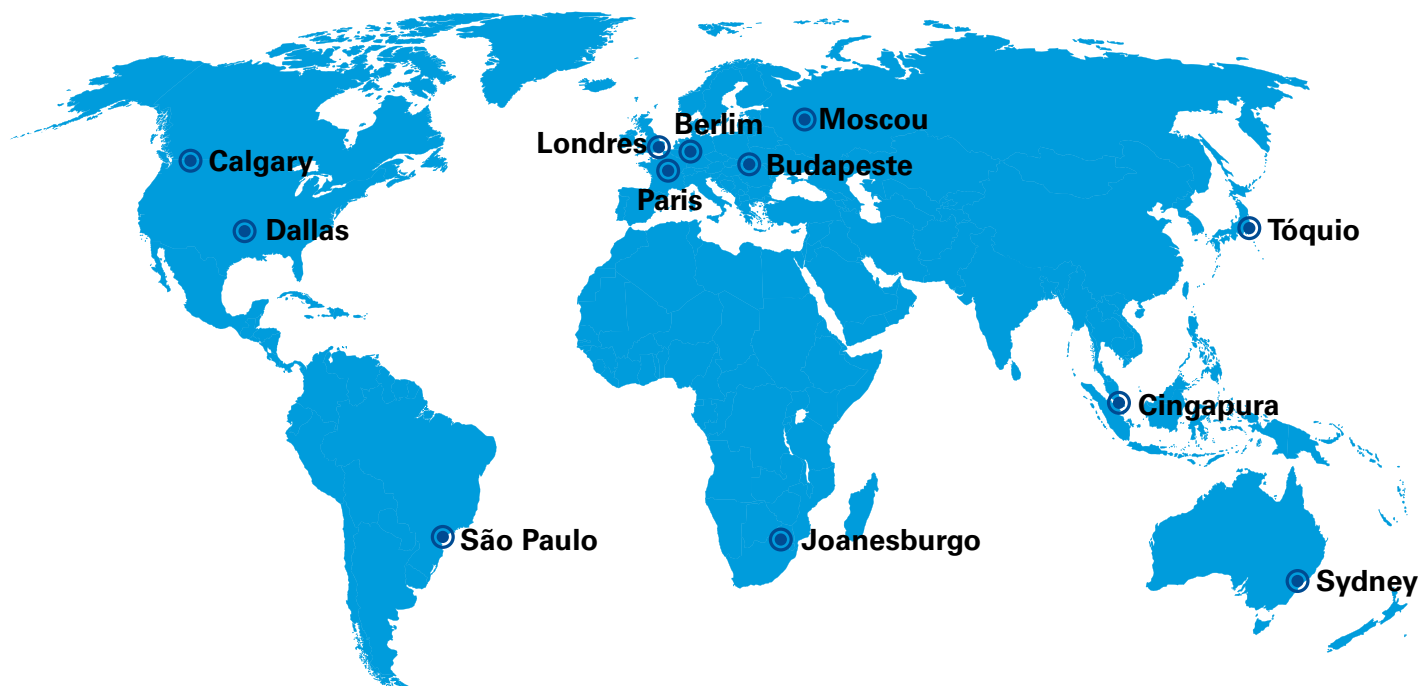 Moscou
Berlim
Londres
Calgary
Budapeste
Paris
Dallas
Tóquio
Cingapura
São Paulo
Joanesburgo
Sydney